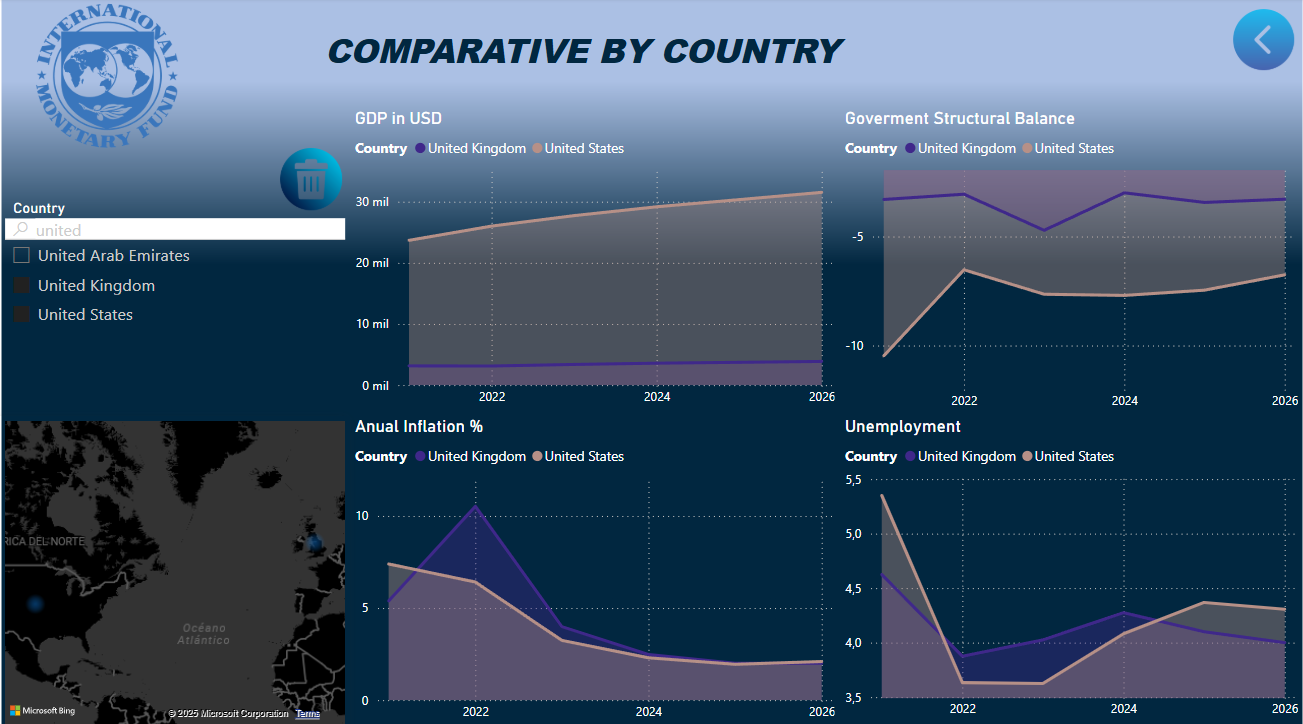 INTERNATIONAL
MONETARY FUND
COMPARATIVE BY COUNTRY
Country
united
United Arab Emirates
United Kingdom
United States
GDP in USD
Country United Kingdom United States
30 mil
20 mil
10 mil
0 mil
2022 2024 2026
Goverment Structural Balance
Country United Kingdom United States
-5
-10
2022 2024 2026
RICA DEL NORTE
Océano
Atlántico
Microsoft Bing
© 2025 Microsoft Corporation Terms
Anual Inflation %
Country United Kingdom United States
10
5
0
2022 2024 2026
Unemployment
Country United Kingdom United States
5,5
5,0
4,5
4,0
3,5
2022 2024 2026